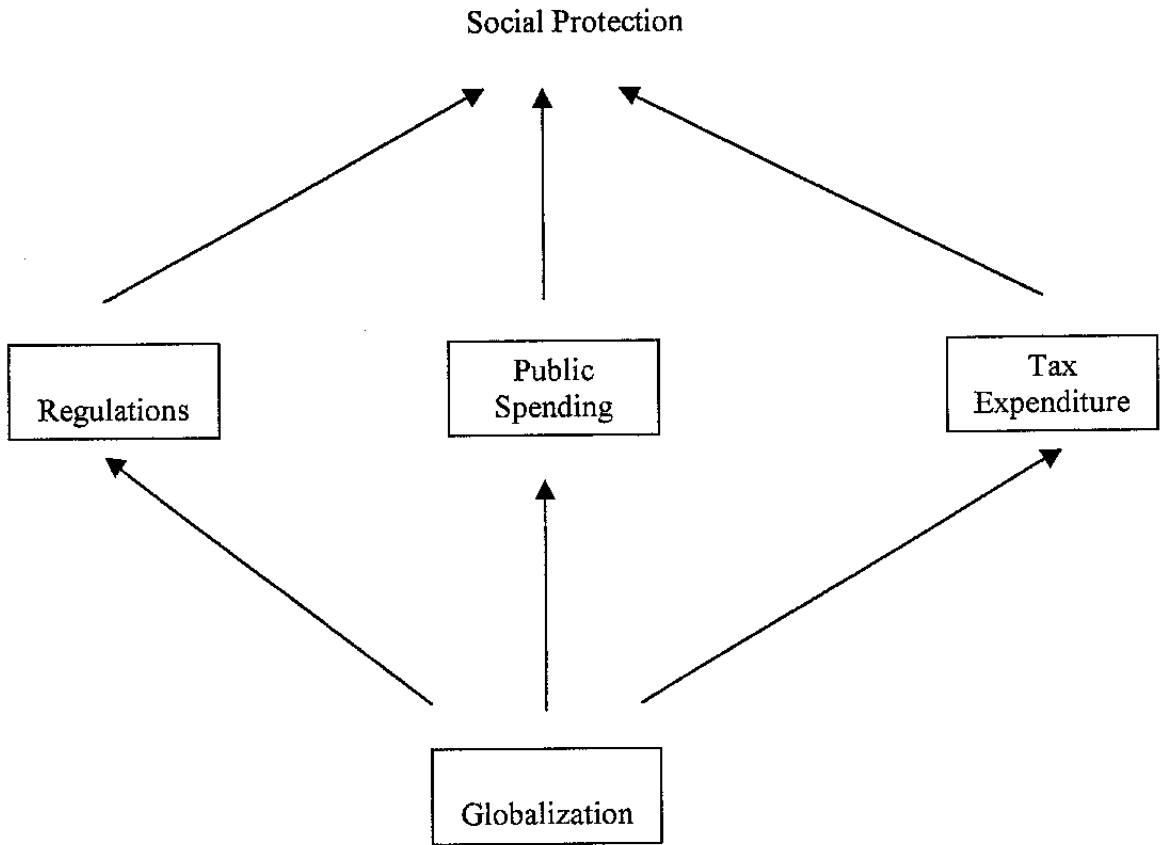 Social Protection
Regulations
Public
Spending
Tax
Expenditure
Globalization